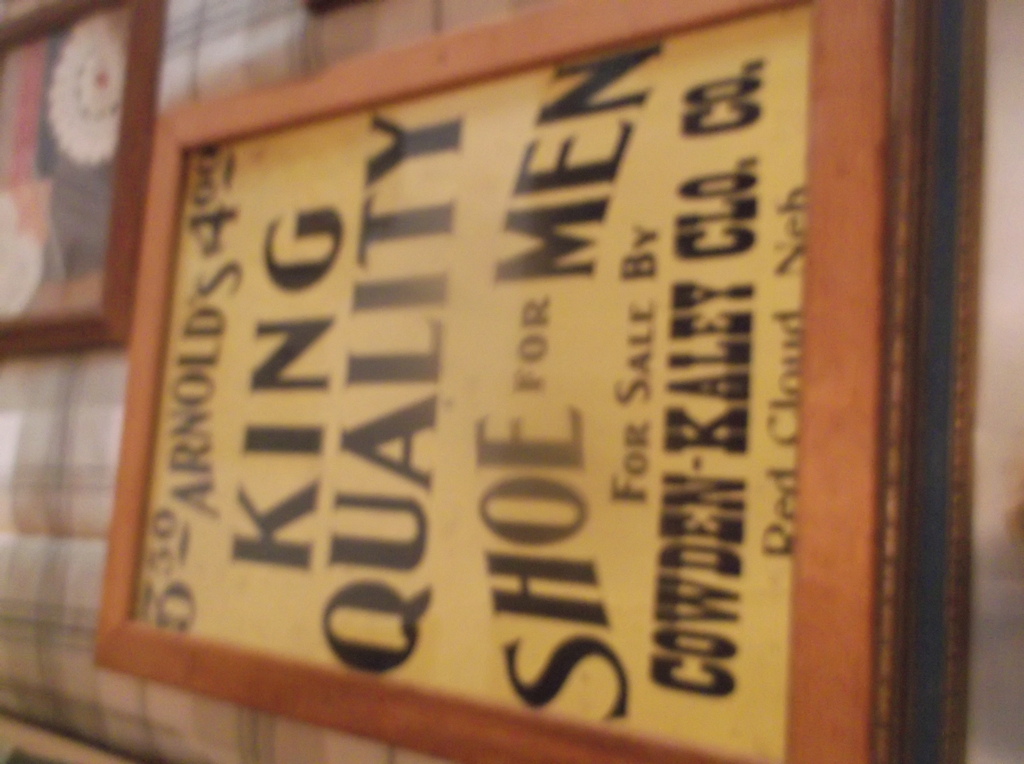 3.50 ARNOLD'S 4.00
KING
QUALITY
SHOE FOR MEN
FOR SALE BY
COWDEN-KALEY CLO. CO.
Red Cloud, Neb